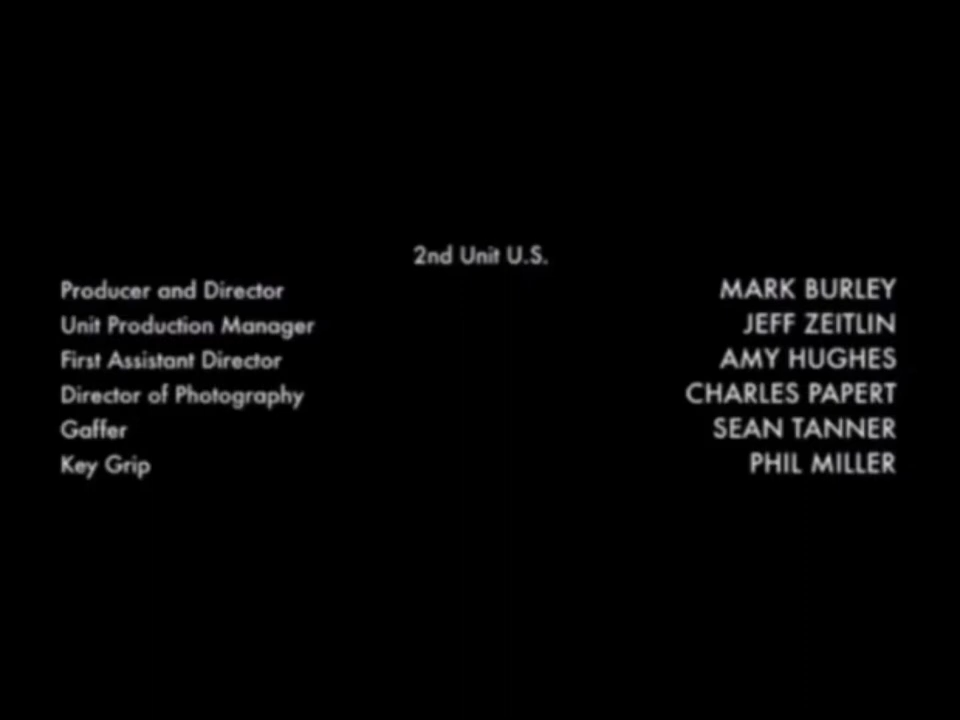 2nd Unit U.S.
Producer and Director MARK BURLEY
Unit Production Manager JEFF ZEITLIN
First Assistant Director AMY HUGHES
Director of Photography CHARLES PAPERT
Gaffer SEAN TANNER
Key Grip PHIL MILLER